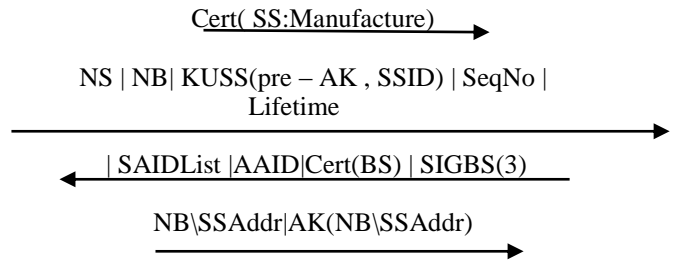 Cert( SS:Manufacture)
NS | NB| KUSS(pre – AK , SSID) | SeqNo |
Lifetime
| SAIDList |AAID|Cert(BS) | SIGBS(3)
NB\SSAddr|AK(NB\SSAddr)